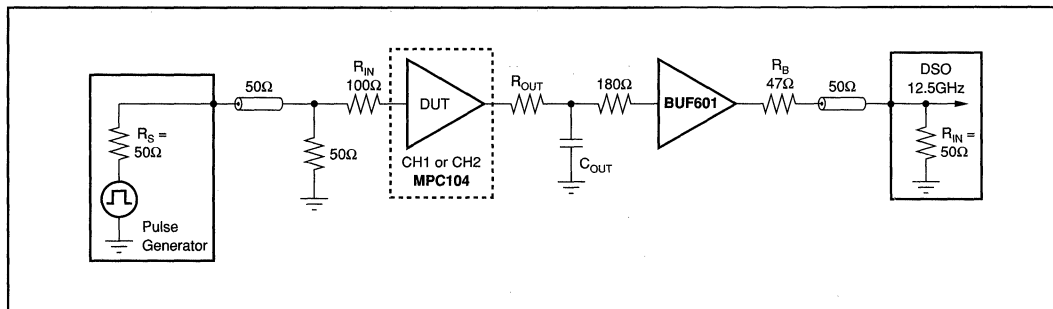 R_S =
50Ω
Pulse
Generator
50Ω
50Ω
R_IN
100Ω
DUT
CH1 or CH2
MPC104
R_OUT
C_OUT
180Ω
BUF601
R_B
47Ω
50Ω
DSO
12.5GHz
R_IN =
50Ω